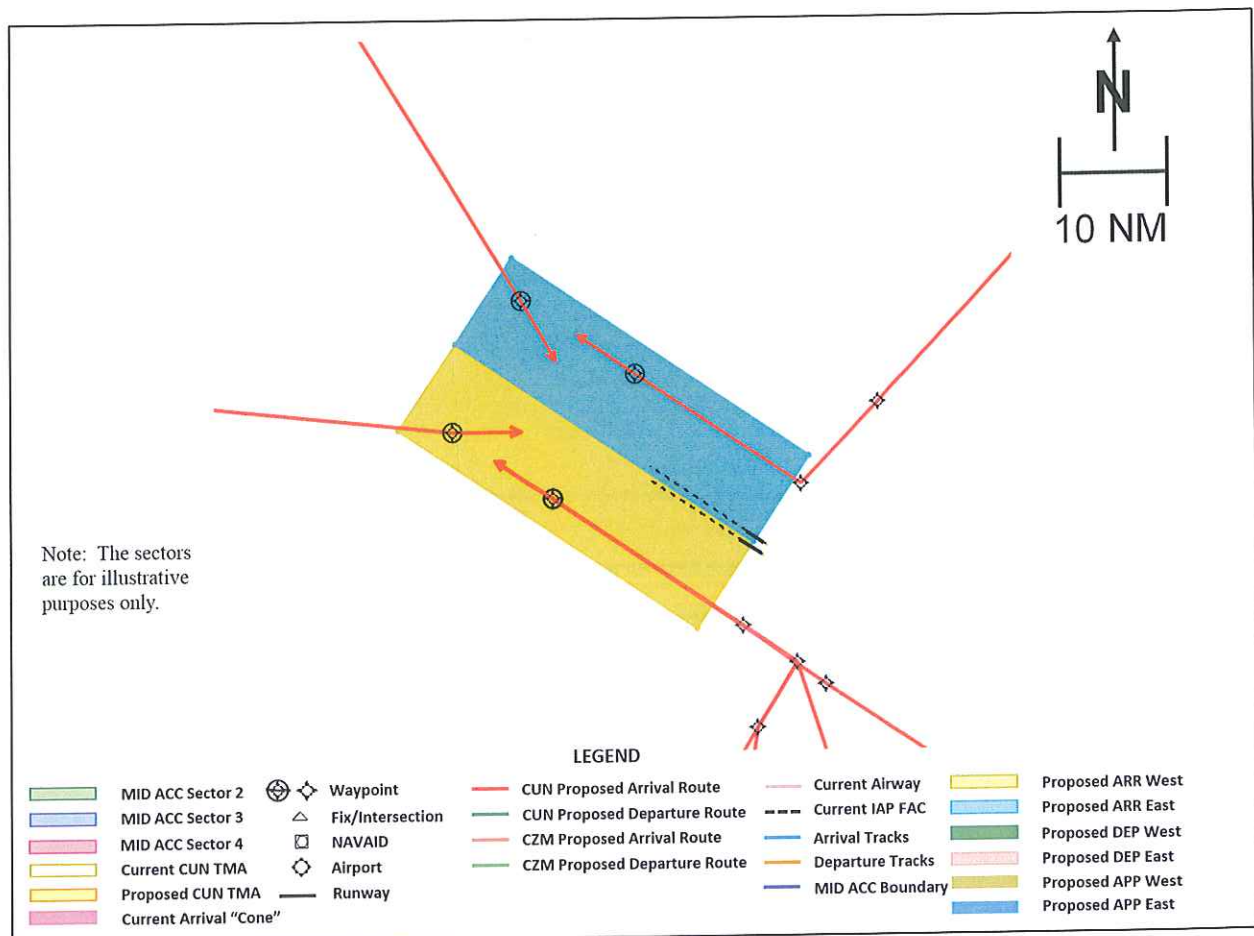 N
10 NM
Note: The sectors
are for illustrative
purposes only.
LEGEND
MID ACC Sector 2
MID ACC Sector 3
MID ACC Sector 4
Current CUN TMA
Proposed CUN TMA
Current Arrival "Cone"
Waypoint
Fix/Intersection
NAVAID
Airport
Runway
CUN Proposed Arrival Route
CUN Proposed Departure Route
CZM Proposed Arrival Route
CZM Proposed Departure Route
Current Airway
Current IAP FAC
Arrival Tracks
Departure Tracks
MID ACC Boundary
Proposed ARR West
Proposed ARR East
Proposed DEP West
Proposed DEP East
Proposed APP West
Proposed APP East